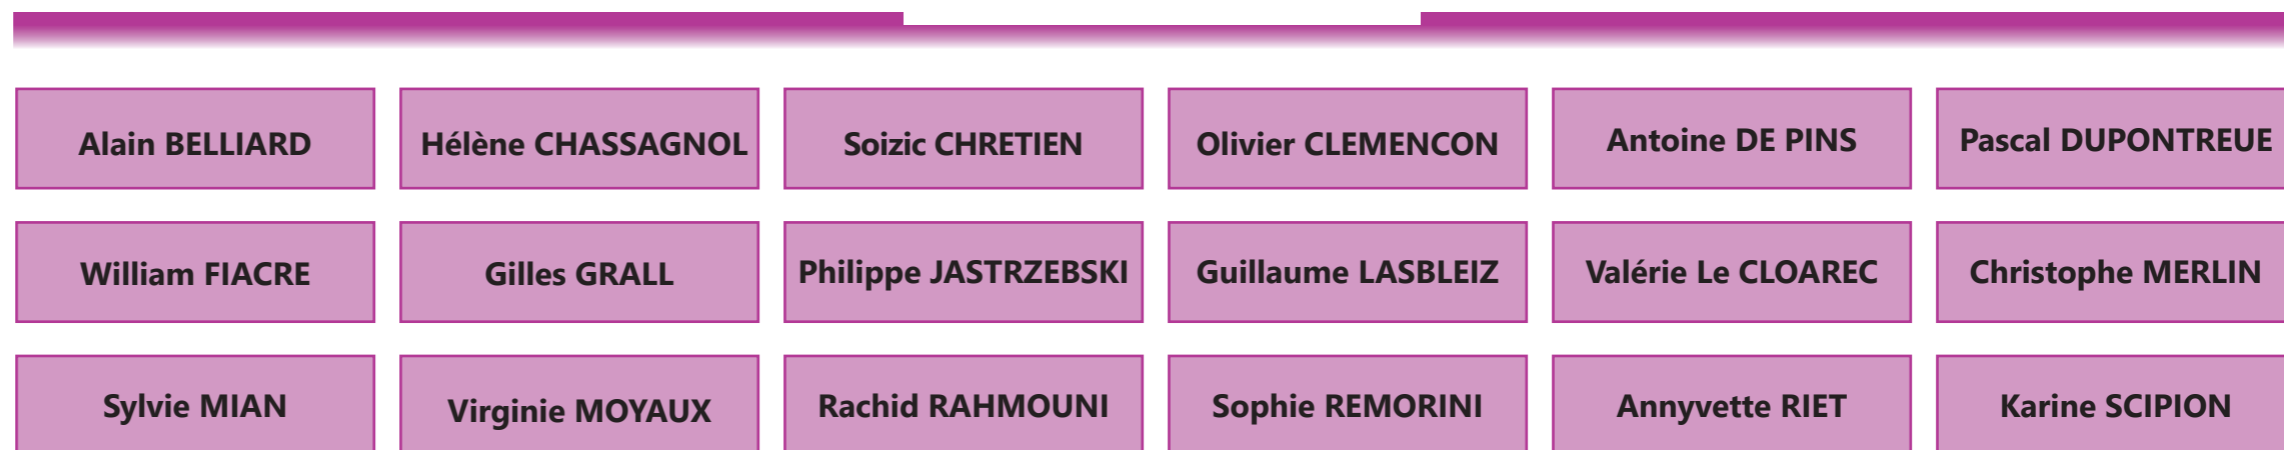 Alain BELLIARD
Hélène CHASSAGNOL
Soizic CHRETIEN
Olivier CLEMENCON
Antoine DE PINS
Pascal DUPONTREUE
William FIACRE
Gilles GRALL
Philippe JASTRZEBSKI
Guillaume LASBLEIZ
Valérie Le CLOAREC
Christophe MERLIN
Sylvie MIAN
Virginie MOYAUX
Rachid RAHMOUNI
Sophie REMORINI
Annyvette RIET
Karine SCIPION